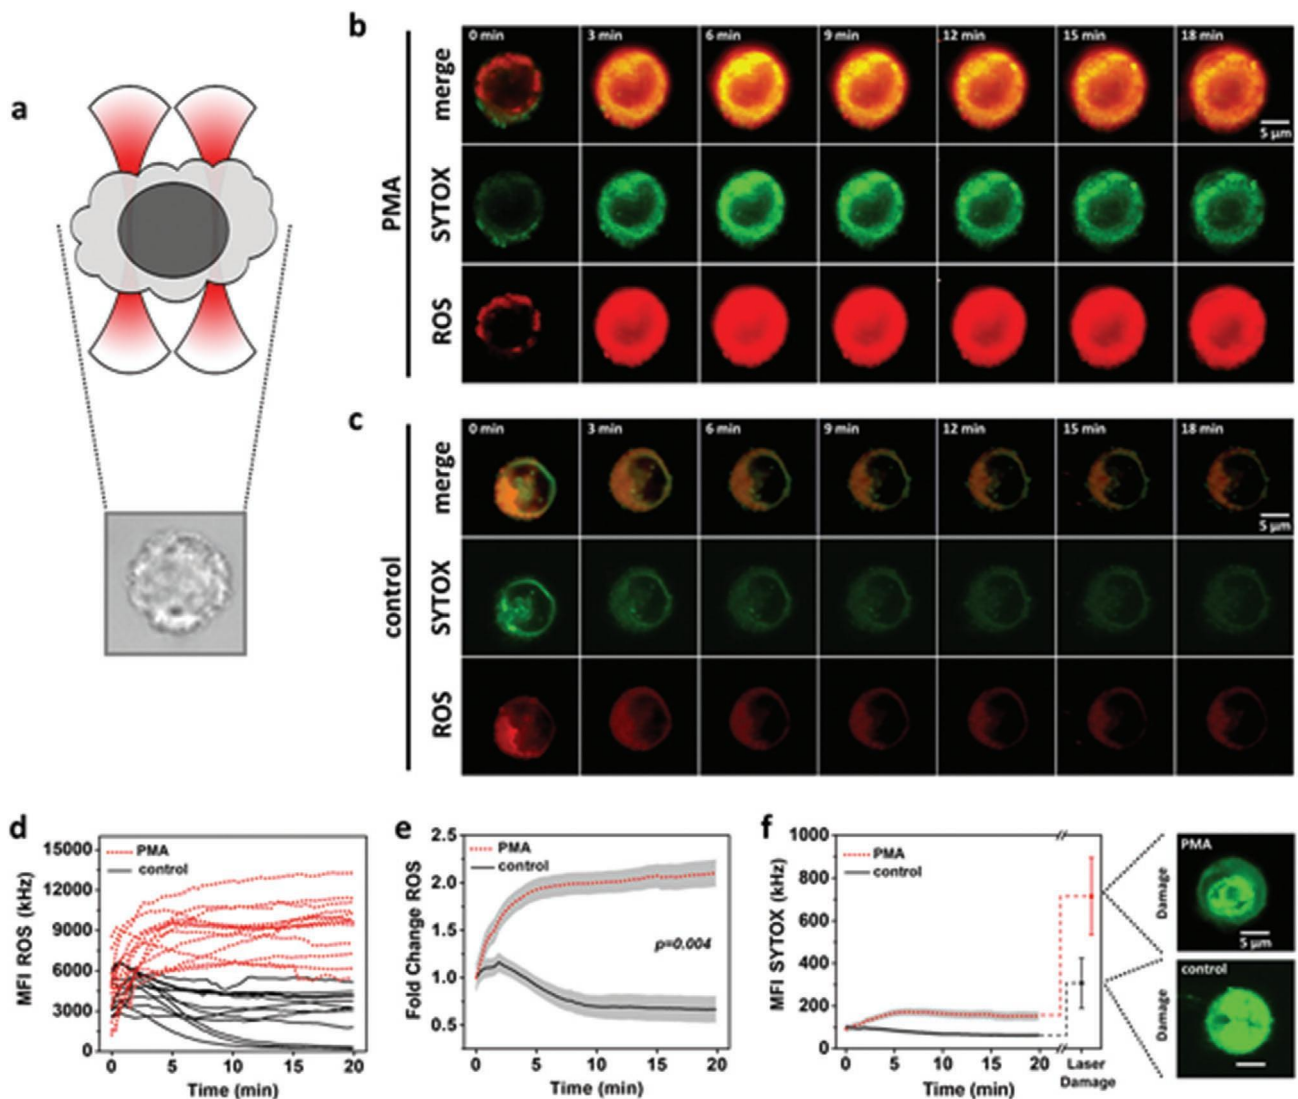 a
b
PMA
merge
0 min
3 min
6 min
9 min
12 min
15 min
18 min
5 µm
SYTOX
ROS
c
control
merge
0 min
3 min
6 min
9 min
12 min
15 min
18 min
5 µm
SYTOX
ROS
d
MFI ROS (kHz)
15000
12000
9000
6000
3000
0
PMA
control
0 5 10 15 20
Time (min)
e
Fold Change ROS
2.5
2.0
1.5
1.0
0.5
PMA
control
p=0.004
0 5 10 15 20
Time (min)
f
MFI SYTOX (kHz)
1000
800
600
400
200
0
PMA
control
0 5 10 15 20
Time (min)
Laser
Damage
PMA
Damage
5 µm
control
Damage